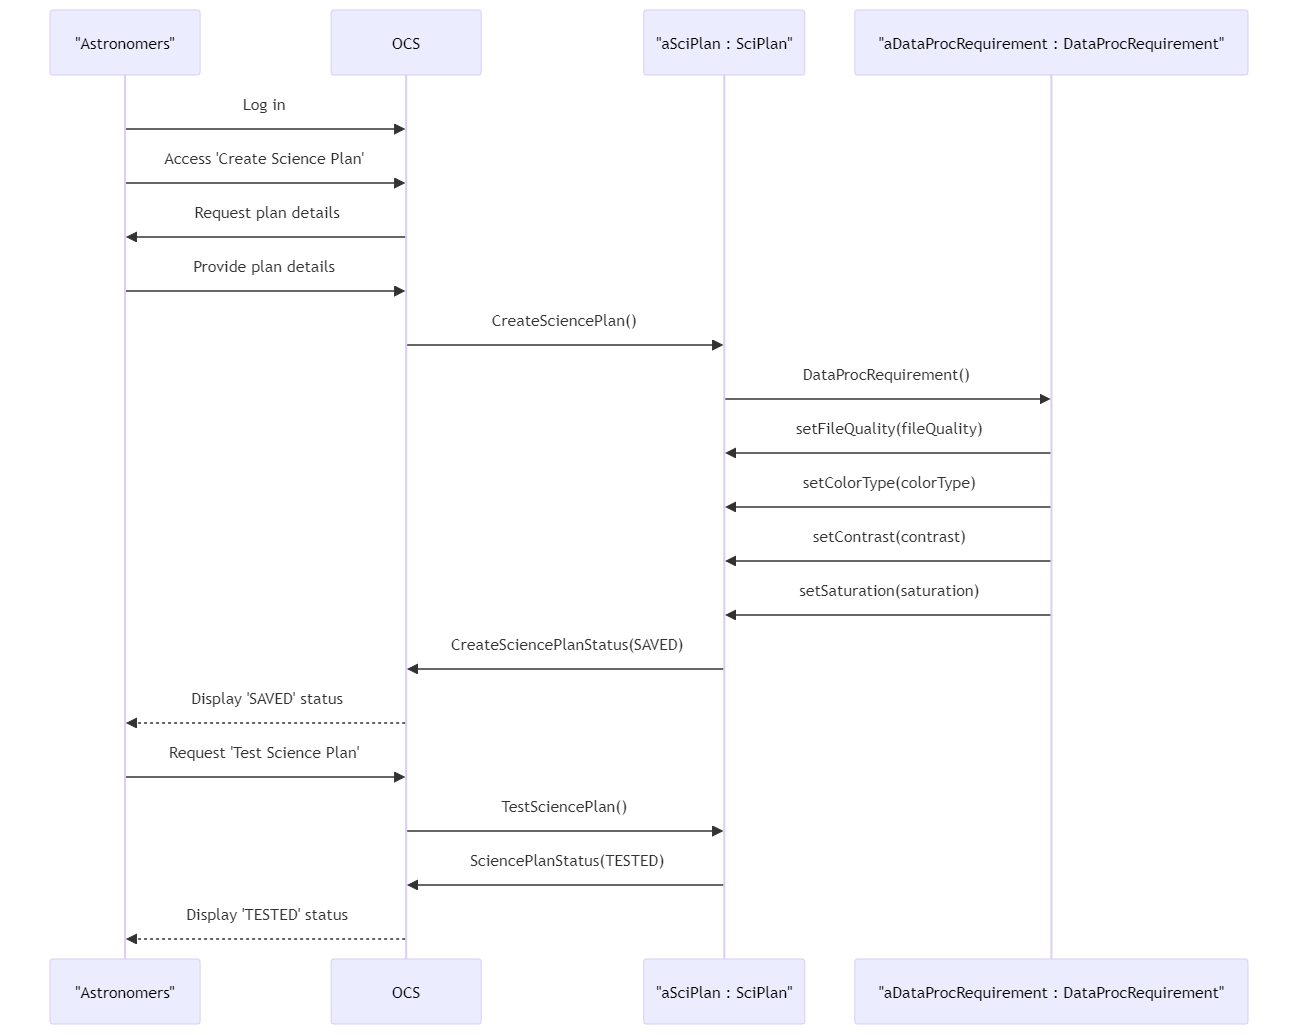 "Astronomers"
OCS
"aSciPlan : SciPlan"
"aDataProcRequirement : DataProcRequirement"
Log in
Access 'Create Science Plan'
Request plan details
Provide plan details
CreateSciencePlan()
DataProcRequirement()
setFileQuality(fileQuality)
setColorType(colorType)
setContrast(contrast)
setSaturation(saturation)
CreateSciencePlanStatus(SAVED)
Display 'SAVED' status
Request 'Test Science Plan'
TestSciencePlan()
SciencePlanStatus(TESTED)
Display 'TESTED' status
"Astronomers"
OCS
"aSciPlan : SciPlan"
"aDataProcRequirement : DataProcRequirement"